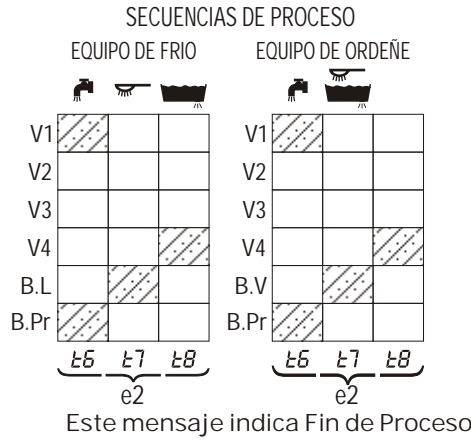 SECUENCIAS DE PROCESO
EQUIPO DE FRIO EQUIPO DE ORDEÑE
V1 V1
V2 V2
V3 V3
V4 V4
B.L B.V
B.Pr B.Pr
t6 t7 t8 t6 t7 t8
e2 e2
Este mensaje indica Fin de Proceso